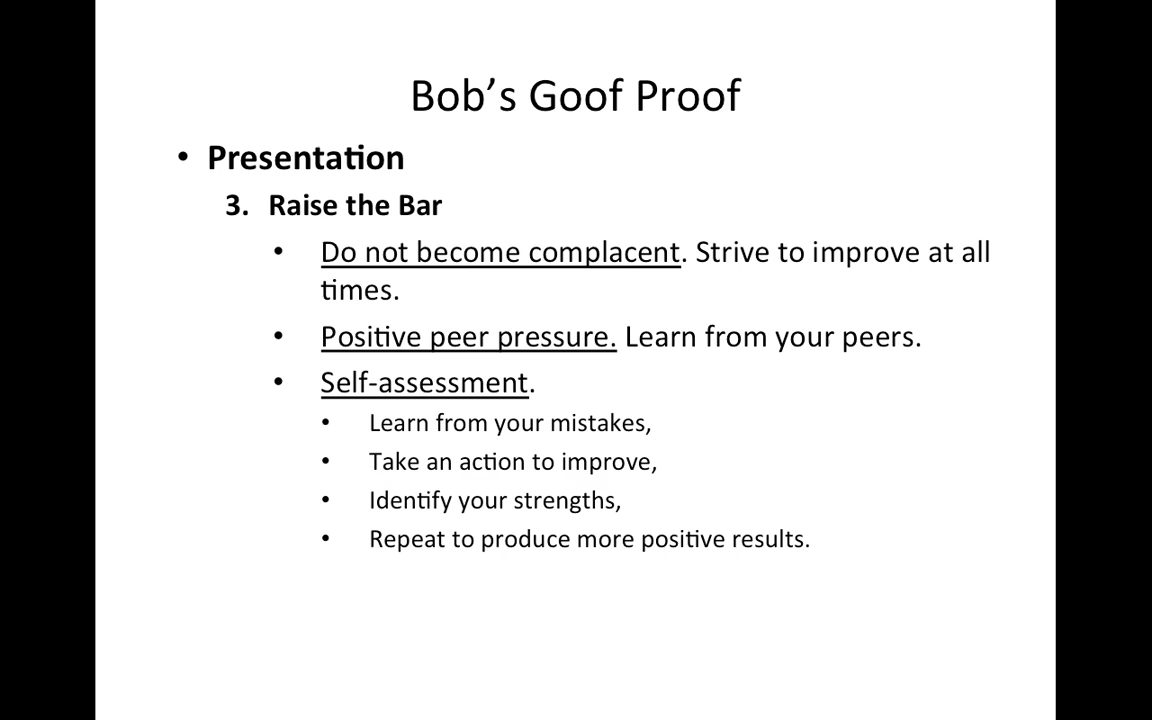 Bob’s Goof Proof
• Presentation
3. Raise the Bar
• Do not become complacent. Strive to improve at all
times.
• Positive peer pressure. Learn from your peers.
• Self-assessment.
• Learn from your mistakes,
• Take an action to improve,
• Identify your strengths,
• Repeat to produce more positive results.